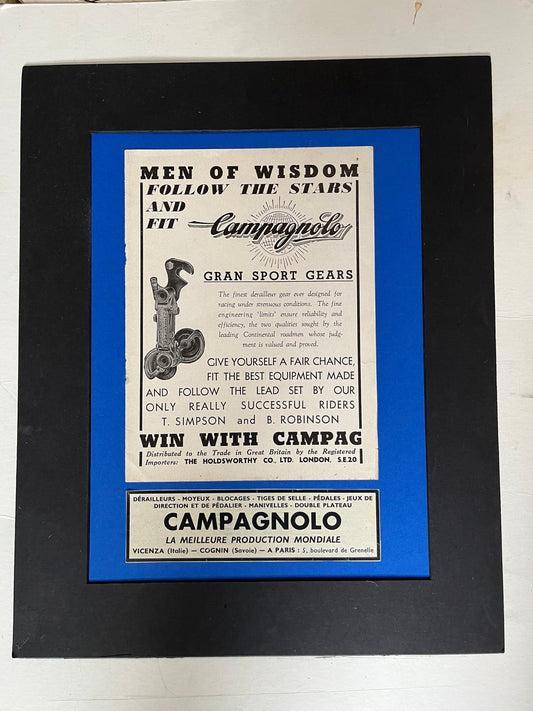 MEN OF WISDOM
FOLLOW THE STARS
AND
FIT Campagnolo
GRAN SPORT GEARS
The finest derailleur gear ever designed for
racing under strenuous conditions. The fine
engineering 'limits' ensure reliability and
efficiency, the two qualities sought by the
leading Continental roadmen whose judg-
ment is valued and proved.
GIVE YOURSELF A FAIR CHANCE,
FIT THE BEST EQUIPMENT MADE
AND FOLLOW THE LEAD SET BY OUR
ONLY REALLY SUCCESSFUL RIDERS
T. SIMPSON and B. ROBINSON
WIN WITH CAMPAG
Distributed to the Trade in Great Britain by the Registered
Importers: THE HOLDSWORTHY CO., LTD. LONDON, S.E.20
DÉRAILLEURS - MOYEUX - BLOCAGES - TIGES DE SELLE - PÉDALES - JEUX DE
DIRECTION ET DE PÉDALIER - MANIVELLES - DOUBLE PLATEAU
CAMPAGNOLO
LA MEILLEURE PRODUCTION MONDIALE
VICENZA (Italie) — COGNIN (Savoie) — A PARIS : 5, boulevard de Grenelle